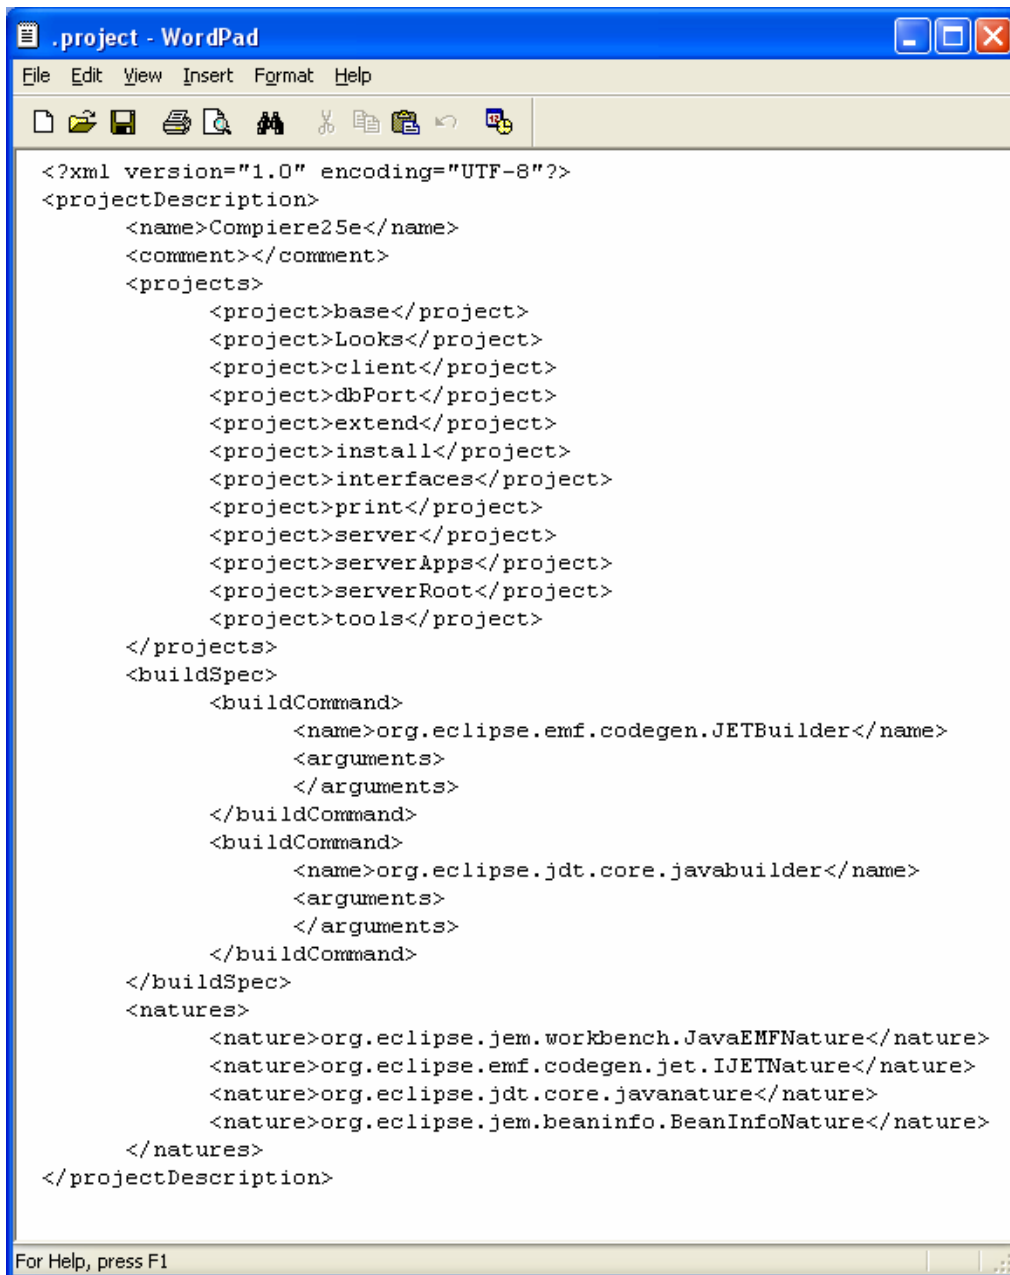 .project - WordPad
File Edit View Insert Format Help
<?xml version="1.0" encoding="UTF-8"?>
<projectDescription>
<name>Compiere25e</name>
<comment></comment>
<projects>
<project>base</project>
<project>Looks</project>
<project>client</project>
<project>dbPort</project>
<project>extend</project>
<project>install</project>
<project>interfaces</project>
<project>print</project>
<project>server</project>
<project>serverApps</project>
<project>serverRoot</project>
<project>tools</project>
</projects>
<buildSpec>
<buildCommand>
<name>org.eclipse.emf.codegen.JETBuilder</name>
<arguments>
</arguments>
</buildCommand>
<buildCommand>
<name>org.eclipse.jdt.core.javabuilder</name>
<arguments>
</arguments>
</buildCommand>
</buildSpec>
<natures>
<nature>org.eclipse.jem.workbench.JavaEMFNature</nature>
<nature>org.eclipse.emf.codegen.jet.IJETNature</nature>
<nature>org.eclipse.jdt.core.javanature</nature>
<nature>org.eclipse.jem.beaninfo.BeanInfoNature</nature>
</natures>
</projectDescription>
For Help, press F1